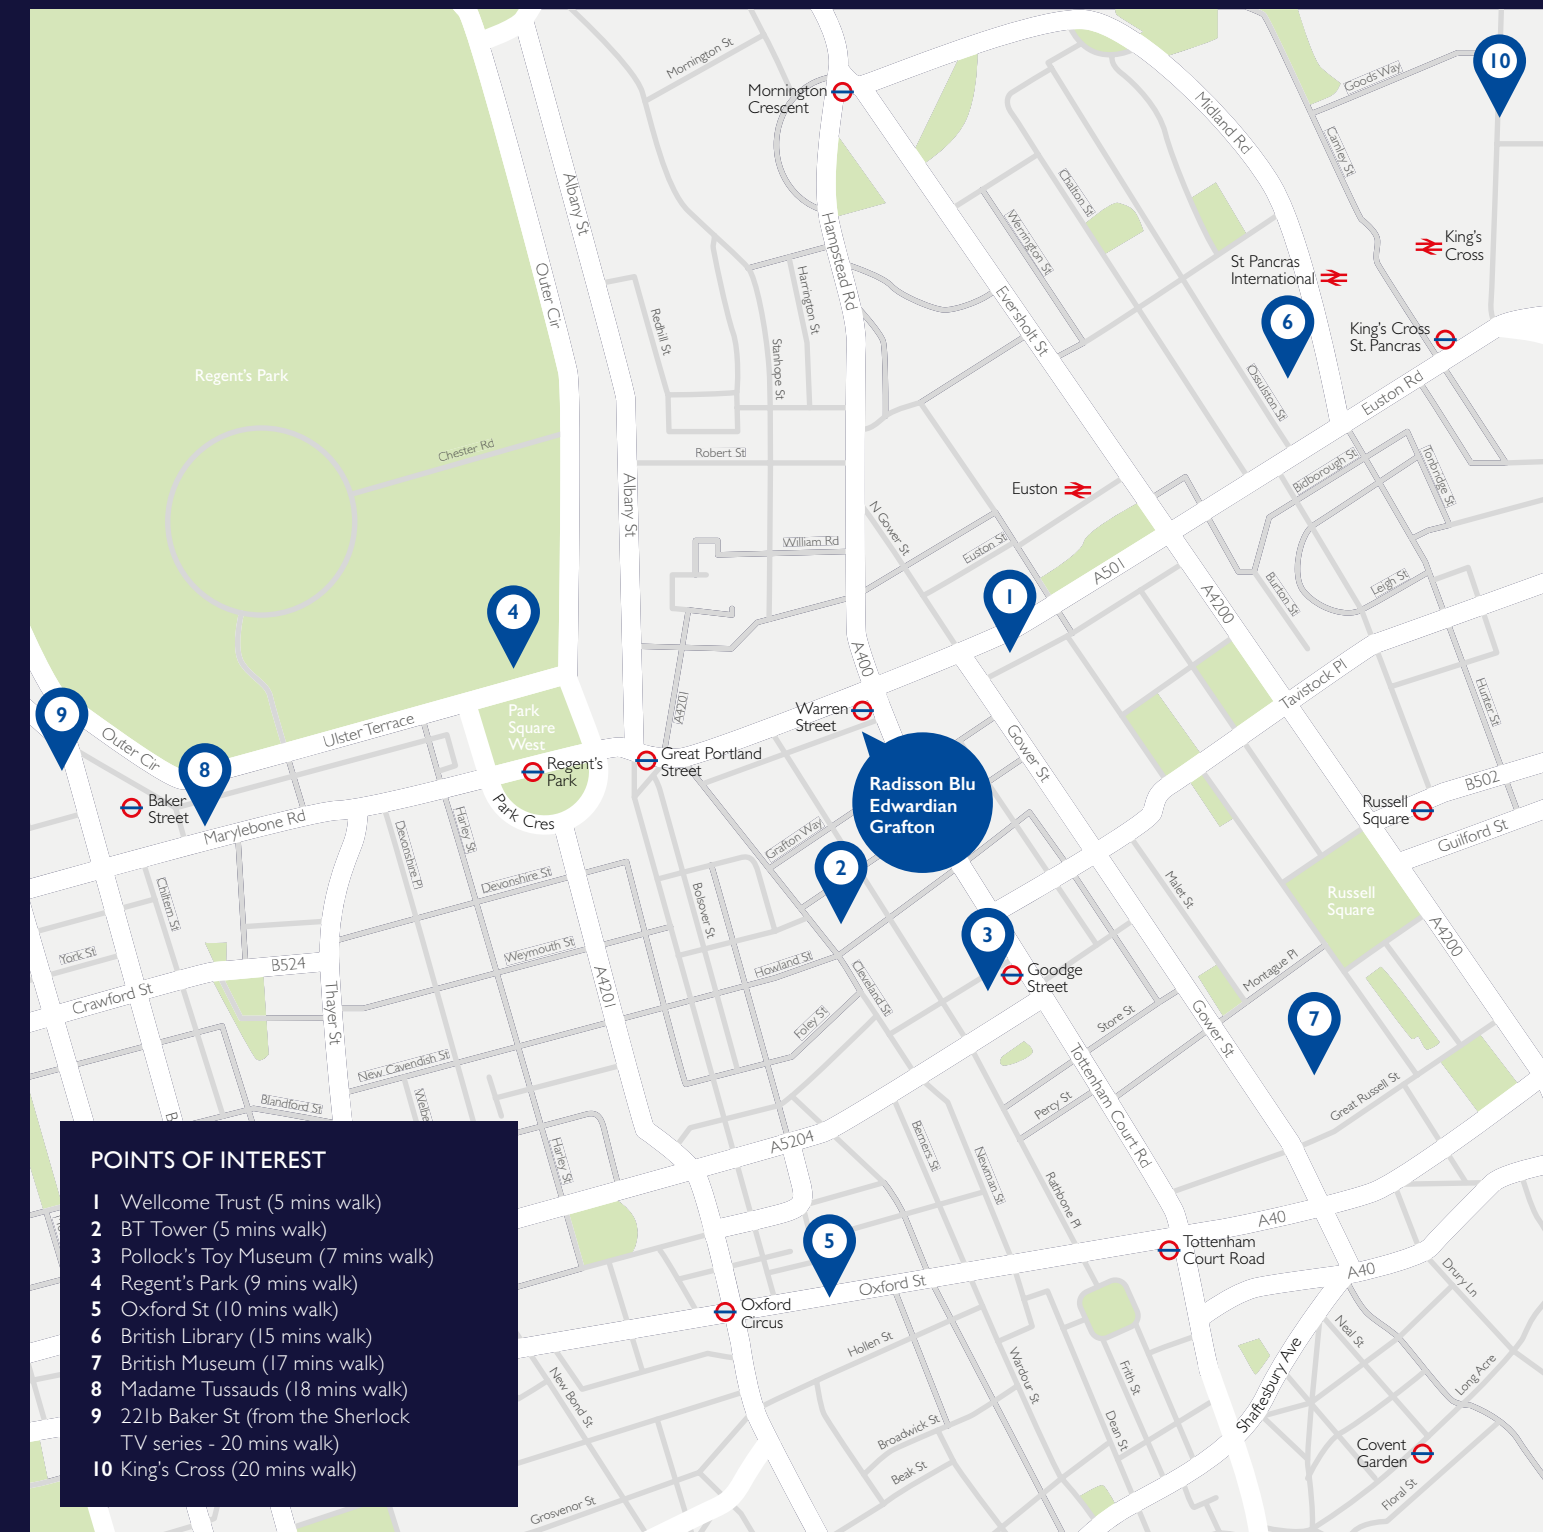 Mornington St
Mornington
Crescent
Goods Way
10
Midland Rd
Camley St
Albany St
Chalton St
Outer Cir
Hampstead Rd
Werrington St
King's
Cross
St Pancras
International
Harrington St
Redhill St
Eversholt St
6
King's Cross
St. Pancras
Stanhope St
Regent's Park
Ossulston St
Euston Rd
Chester Rd
Robert St
Bidborough St
Tonbridge St
Albany St
Euston
N Gower St
William Rd
Euston St
A501
4
1
A4200
Burton St
Leigh St
A400
Tavistock Pl
A4201
Hunter St
9
Outer Cir
Ulster Terrace
Park
Square
West
Warren
Street
Gower St
8
Regent's
Park
Great Portland
Street
Radisson Blu
Edwardian
Grafton
B502
Baker
Street
Marylebone Rd
Park Cres
Russell
Square
Guilford St
Devonshire Pl
Harley St
Grafton Way
2
Devonshire St
Chiltern St
Bolsover St
Malet St
Russell
Square
3
A4200
York St
B524
Weymouth St
Howland St
Goodge
Street
Montague Pl
Crawford St
Thayer St
A4201
Cleveland St
Foley St
Store St
Gower St
7
New Cavendish St
Tottenham Court Rd
Great Russell St
Blandford St
Percy St
A5204
Harley St
Berners St
Newman St
Rathbone Pl
POINTS OF INTEREST
1 Wellcome Trust (5 mins walk)
2 BT Tower (5 mins walk)
3 Pollock's Toy Museum (7 mins walk)
4 Regent's Park (9 mins walk)
5 Oxford St (10 mins walk)
6 British Library (15 mins walk)
7 British Museum (17 mins walk)
8 Madame Tussauds (18 mins walk)
9 221b Baker St (from the Sherlock
TV series - 20 mins walk)
10 King's Cross (20 mins walk)
5
A40
Tottenham
Court Road
A40
Oxford St
Drury Ln
Oxford
Circus
Hollen St
Neal St
New Bond St
Wardour St
Frith St
Shaftesbury Ave
Long Acre
Broadwick St
Dean St
Beak St
Covent
Garden
Floral St
Grosvenor St